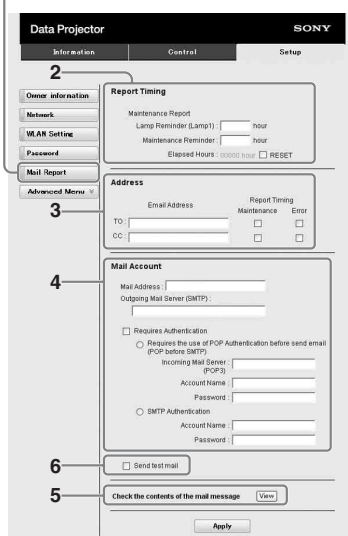 Data Projector SONY
Information Control Setup
2
Owner information
Network
WLAN Setting
Password
Mail Report
Advanced Menu
Report Timing
Maintenance Report
Lamp Reminder (Lamp1) : hour
Maintenance Reminder : hour
Elapsed Hours : 00000 hour RESET
3
Address
Email Address Report Timing
Maintenance Error
TO :
CC :
4
Mail Account
Mail Address :
Outgoing Mail Server (SMTP) :
Requires Authentication
Requires the use of POP Authentication before send email
(POP before SMTP)
Incoming Mail Server :
(POP3)
Account Name :
Password :
SMTP Authentication
Account Name :
Password :
6
Send test mail
5
Check the contents of the mail message View
Apply